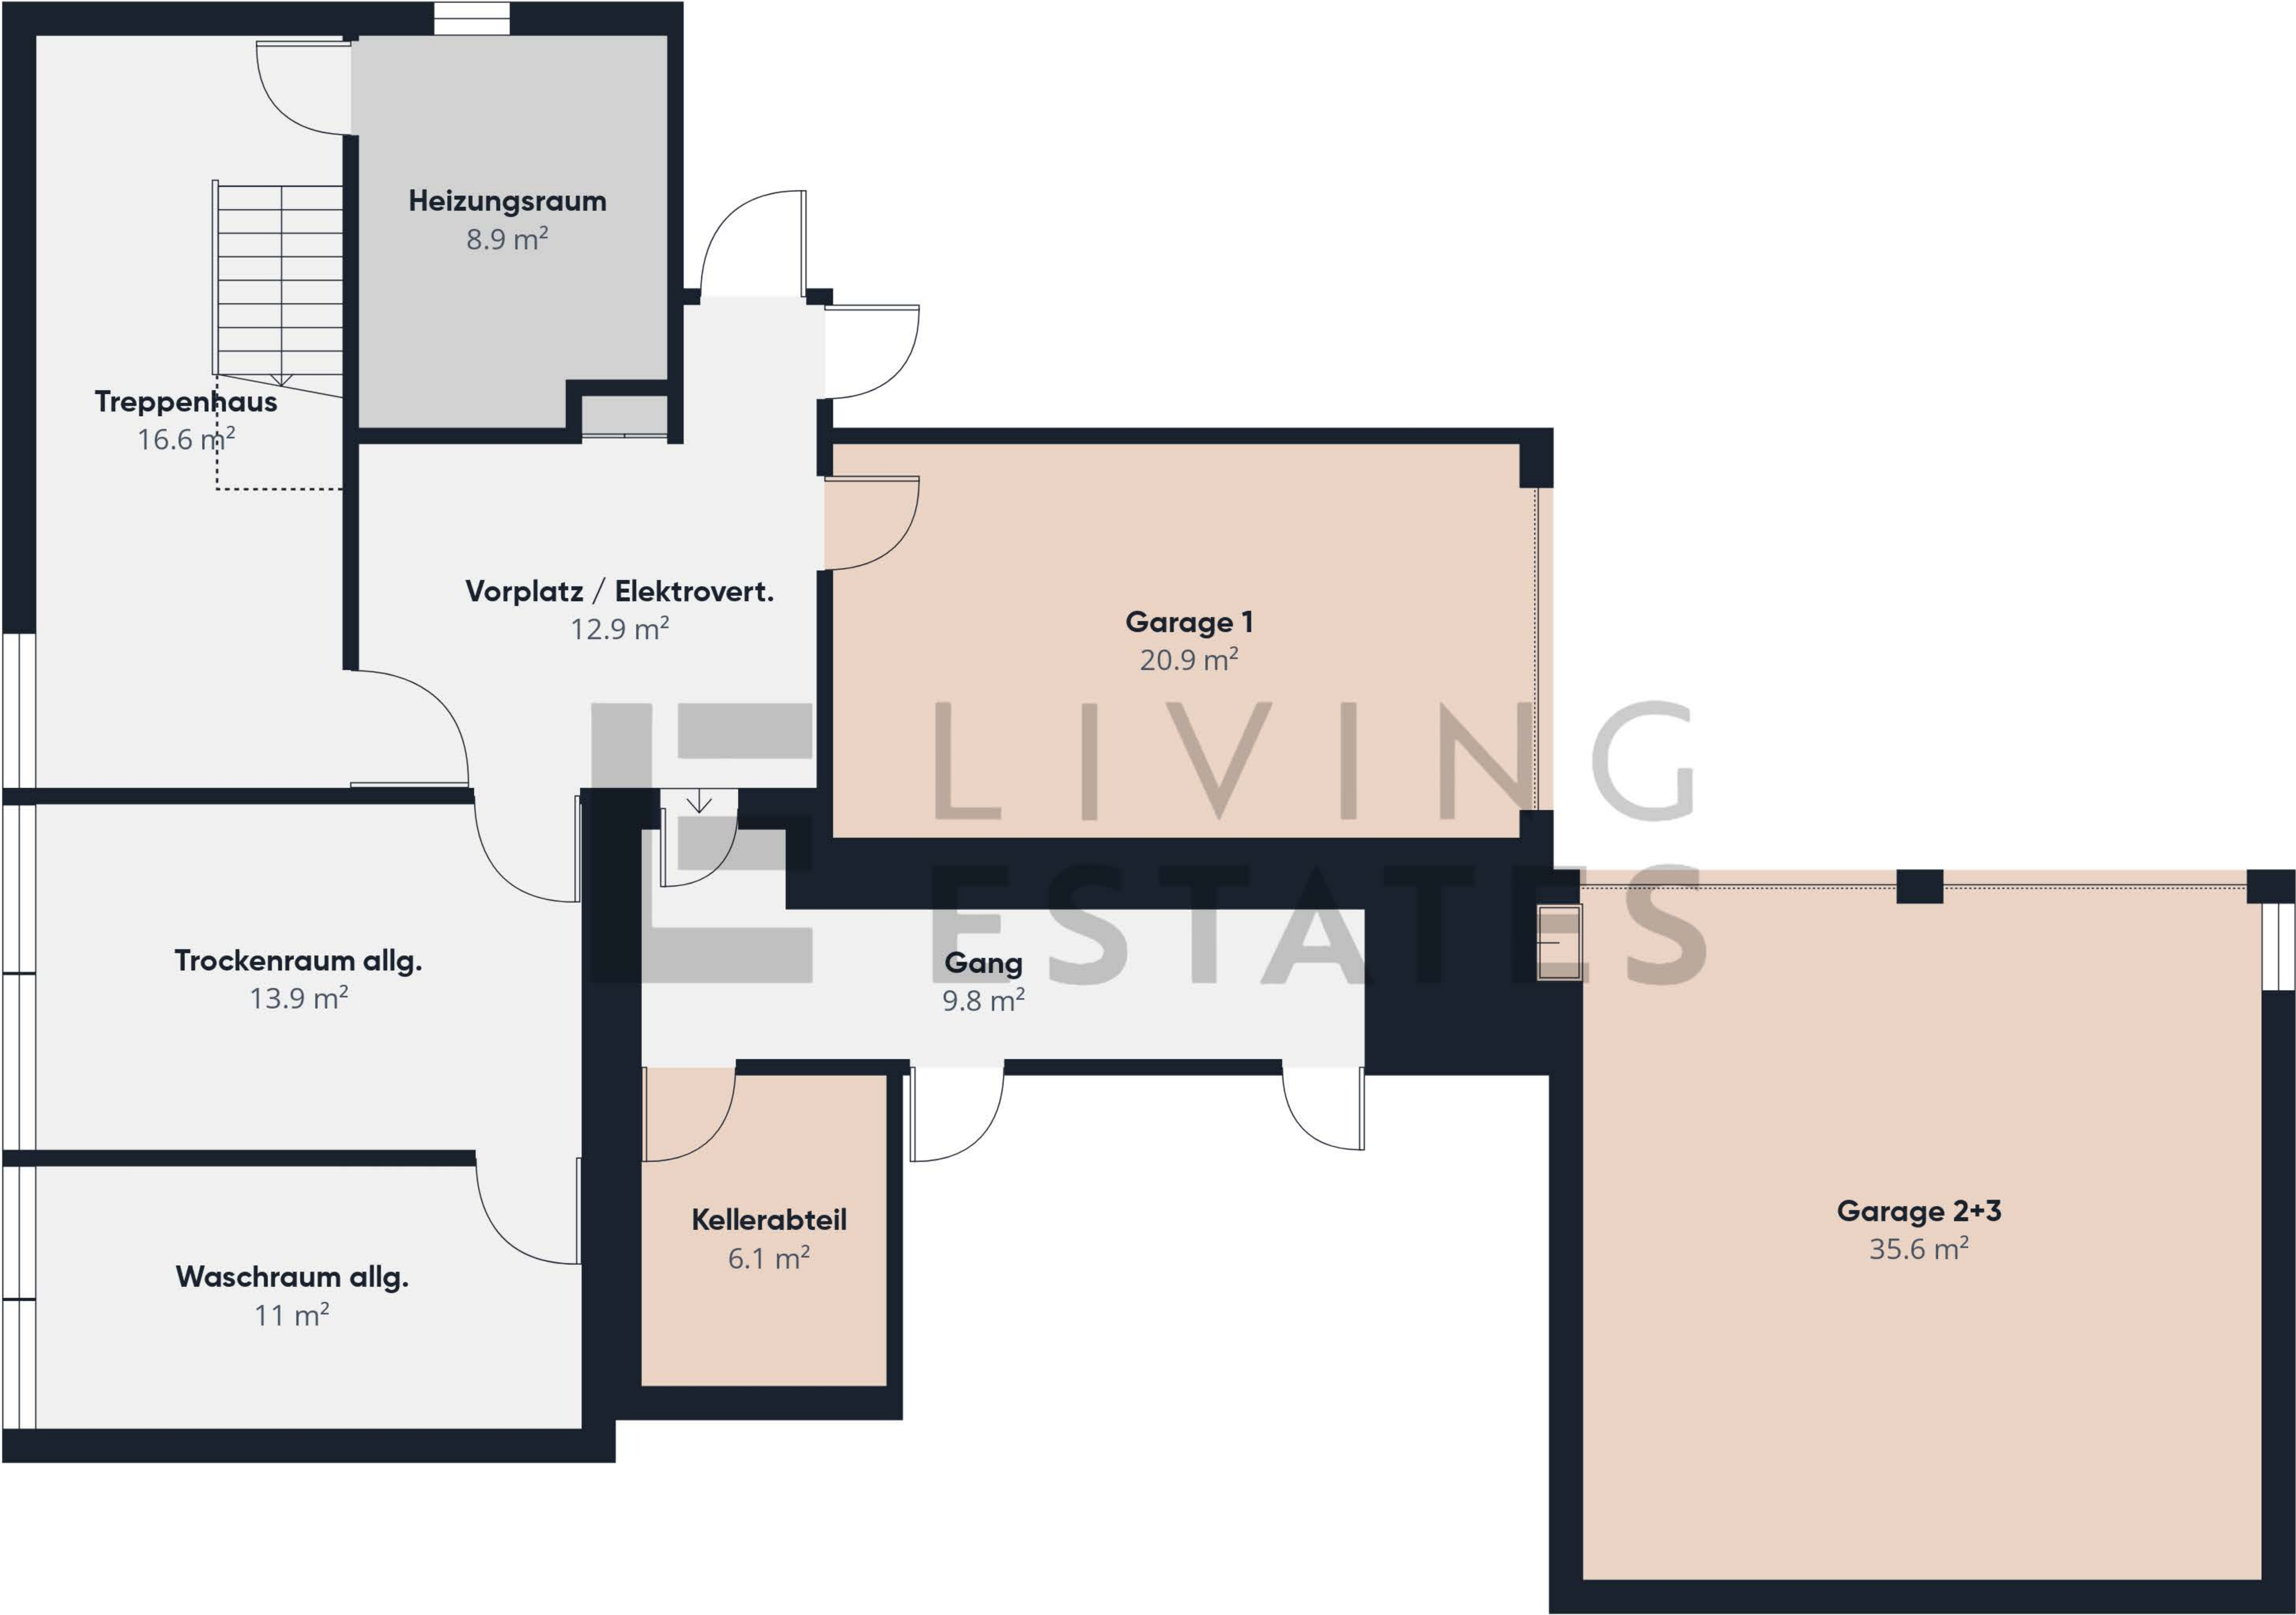 Heizungsraum
8.9 m²
Treppenhaus
16.6 m²
Vorplatz / Elektrovert.
12.9 m²
Garage 1
20.9 m²
LE LIVING
ESTATES
Trockenraum allg.
13.9 m²
Gang
9.8 m²
Kellerabteil
6.1 m²
Garage 2+3
35.6 m²
Waschraum allg.
11 m²